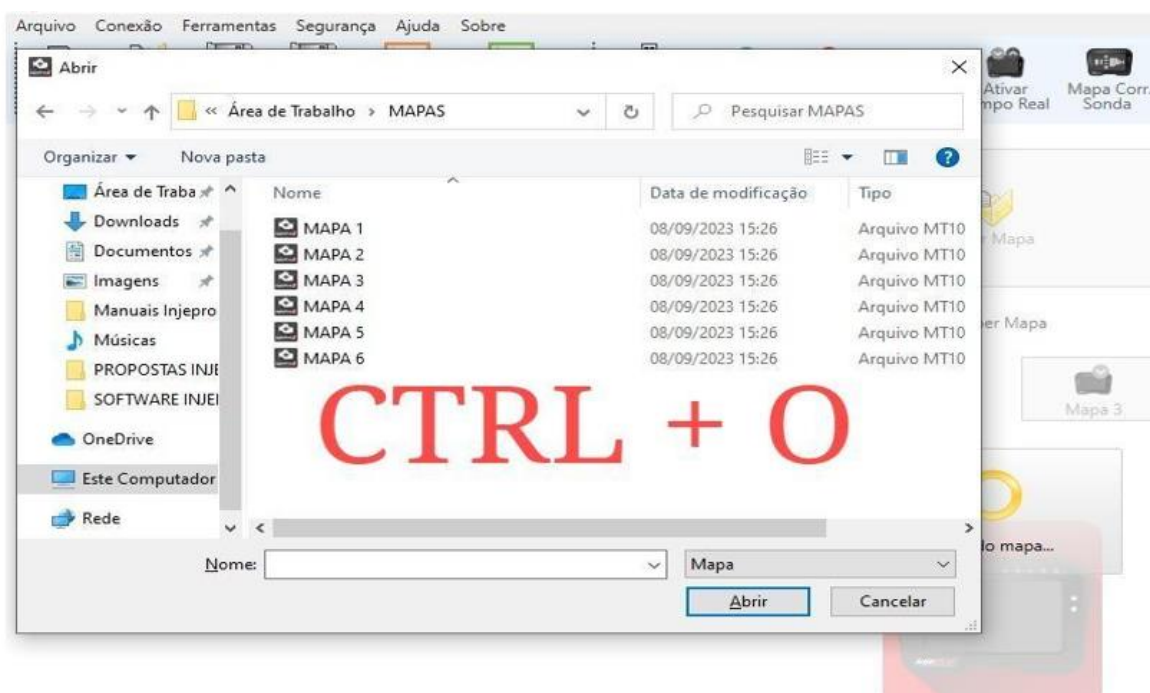 Arquivo Conexão Ferramentas Segurança Ajuda Sobre
Abrir
Ativar
mpo Real
Mapa Corr.
Sonda
« Área de Trabalho › MAPAS
Pesquisar MAPAS
Organizar Nova pasta
Nome Data de modificação Tipo
Área de Traba
Downloads
Documentos
Imagens
Manuais Injepro
Músicas
PROPOSTAS INJE
SOFTWARE INJEI
OneDrive
Este Computador
Rede
MAPA 1 08/09/2023 15:26 Arquivo MT10
MAPA 2 08/09/2023 15:26 Arquivo MT10
MAPA 3 08/09/2023 15:26 Arquivo MT10
MAPA 4 08/09/2023 15:26 Arquivo MT10
MAPA 5 08/09/2023 15:26 Arquivo MT10
MAPA 6 08/09/2023 15:26 Arquivo MT10
CTRL + O
Mapa
er Mapa
Mapa 3
lo mapa...
Nome: Mapa
Abrir Cancelar